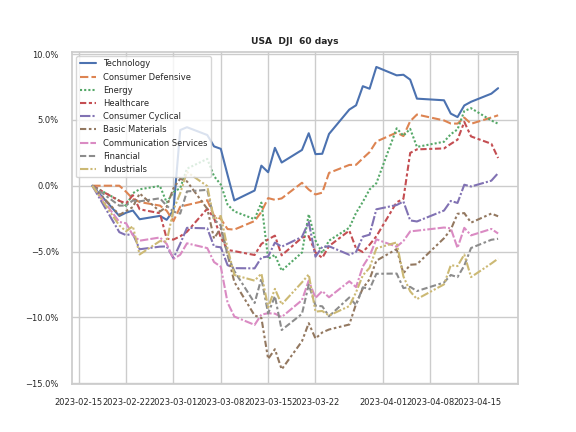 USA DJI 60 days
10.0%
5.0%
0.0%
−5.0%
−10.0%
−15.0%
Technology
Consumer Defensive
Energy
Healthcare
Consumer Cyclical
Basic Materials
Communication Services
Financial
Industrials
2023-02-15 2023-02-22 2023-03-01 2023-03-08 2023-03-15 2023-03-22 2023-04-01 2023-04-08 2023-04-15